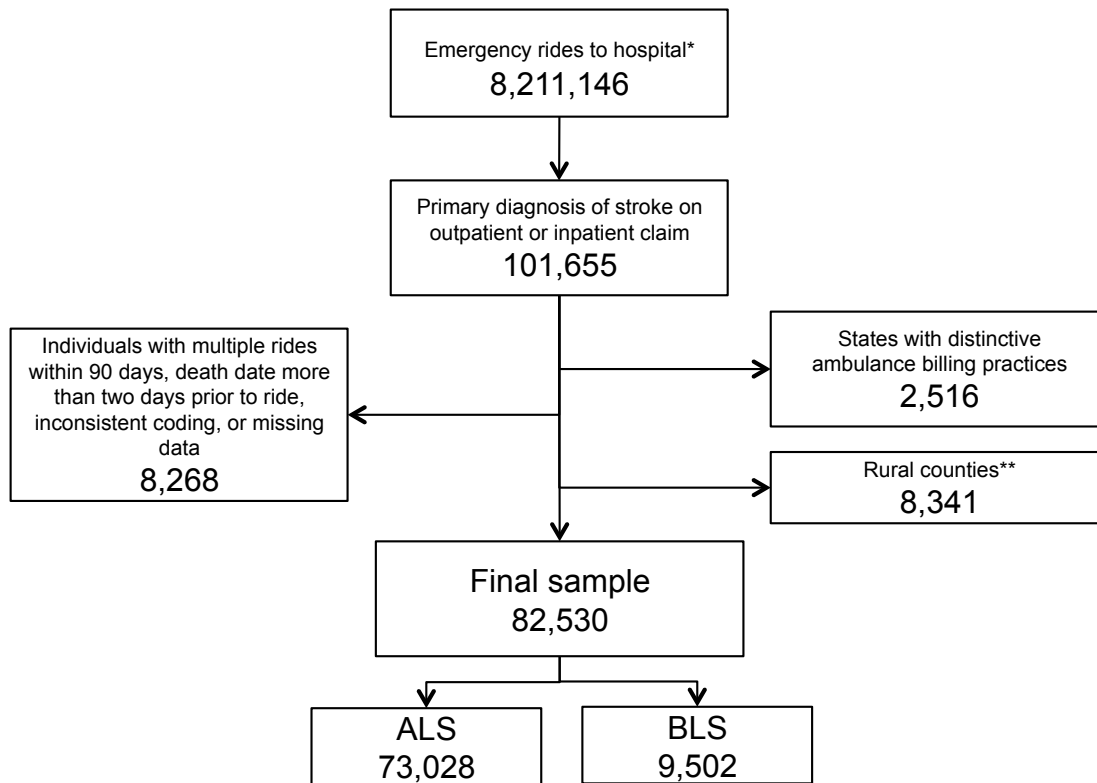 Emergency rides to hospital*
8,211,146
Primary diagnosis of stroke on
outpatient or inpatient claim
101,655
Individuals with multiple rides
within 90 days, death date more
than two days prior to ride,
inconsistent coding, or missing
data
8,268
States with distinctive
ambulance billing practices
2,516
Rural counties**
8,341
Final sample
82,530
ALS
73,028
BLS
9,502